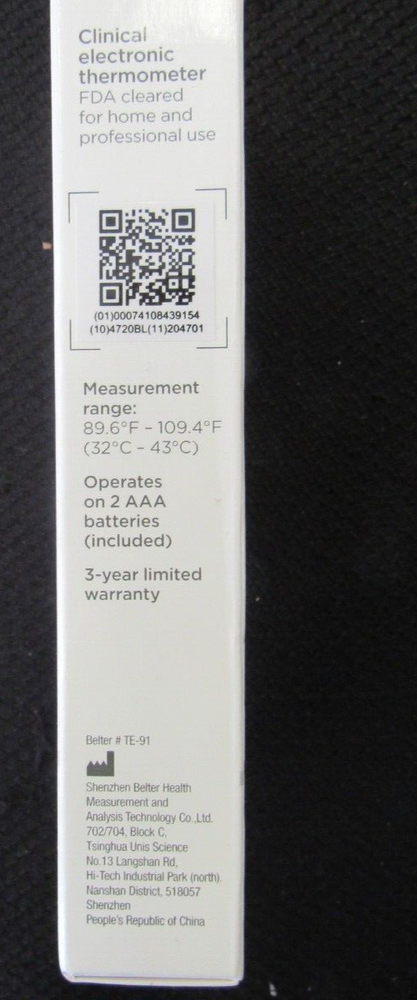 Clinical
electronic
thermometer
FDA cleared
for home and
professional use
(01)00074108439154
(10)4720BL(11)204701
Measurement
range:
89.6°F – 109.4°F
(32°C – 43°C)
Operates
on 2 AAA
batteries
(included)
3-year limited
warranty
Belter # TE-91
Shenzhen Belter Health
Measurement and
Analysis Technology Co.,Ltd.
702/704, Block C,
Tsinghua Unis Science
No.13 Langshan Rd,
Hi-Tech Industrial Park (north).
Nanshan District, 518057
Shenzhen
People's Republic of China